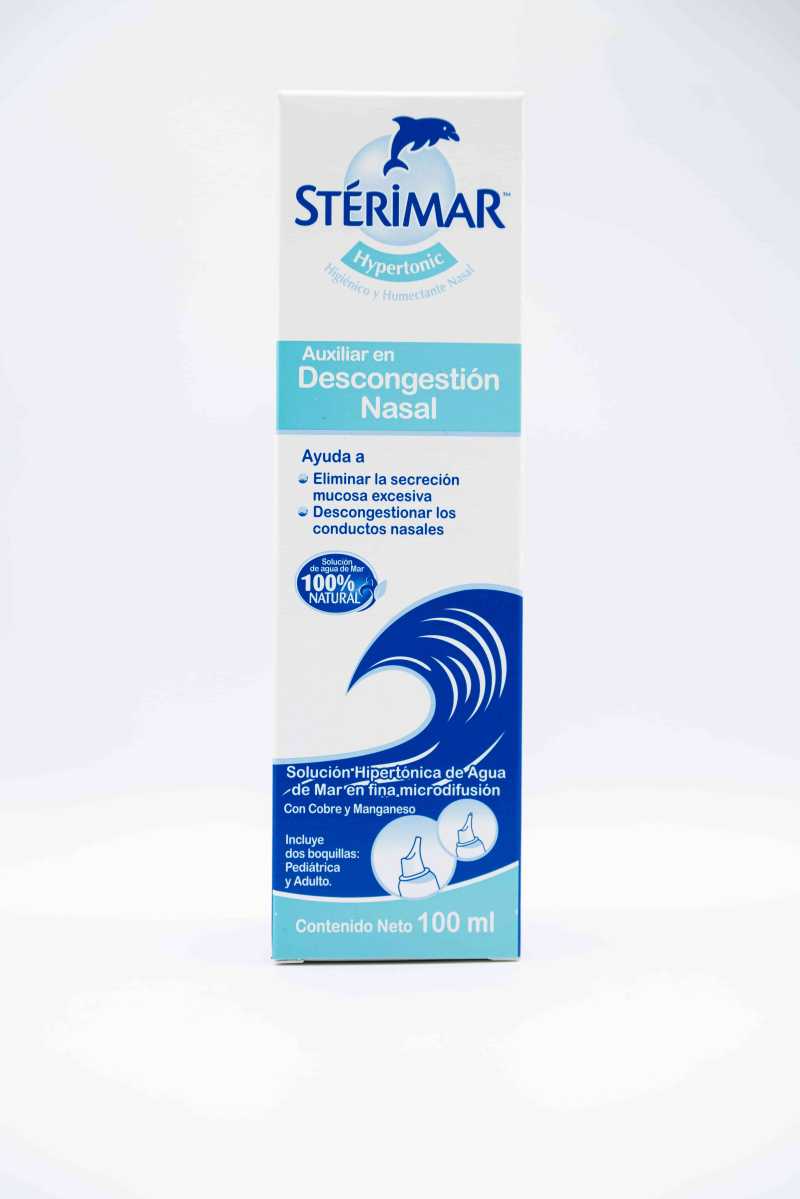 STÉRIMAR™
Hypertonic
Higiénico y Humectante Nasal
Auxiliar en
Descongestión
Nasal
Ayuda a
Eliminar la secreción
mucosa excesiva
Descongestionar los
conductos nasales
Solución
de agua de Mar
100%
NATURAL
Solución Hipertónica de Agua
de Mar en fina microdifusión
Con Cobre y Manganeso
Incluye
dos boquillas:
Pediátrica
y Adulto.
Contenido Neto 100 ml